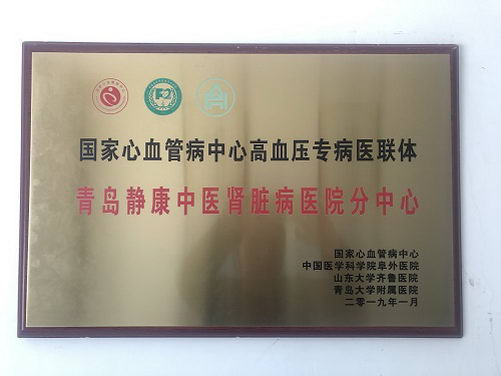 国家心血管病中心高血压专病医联体
青岛静康中医肾脏病医院分中心
国家心血管病中心
中国医学科学院阜外医院
山东大学齐鲁医院
青岛大学附属医院
二零一九年一月